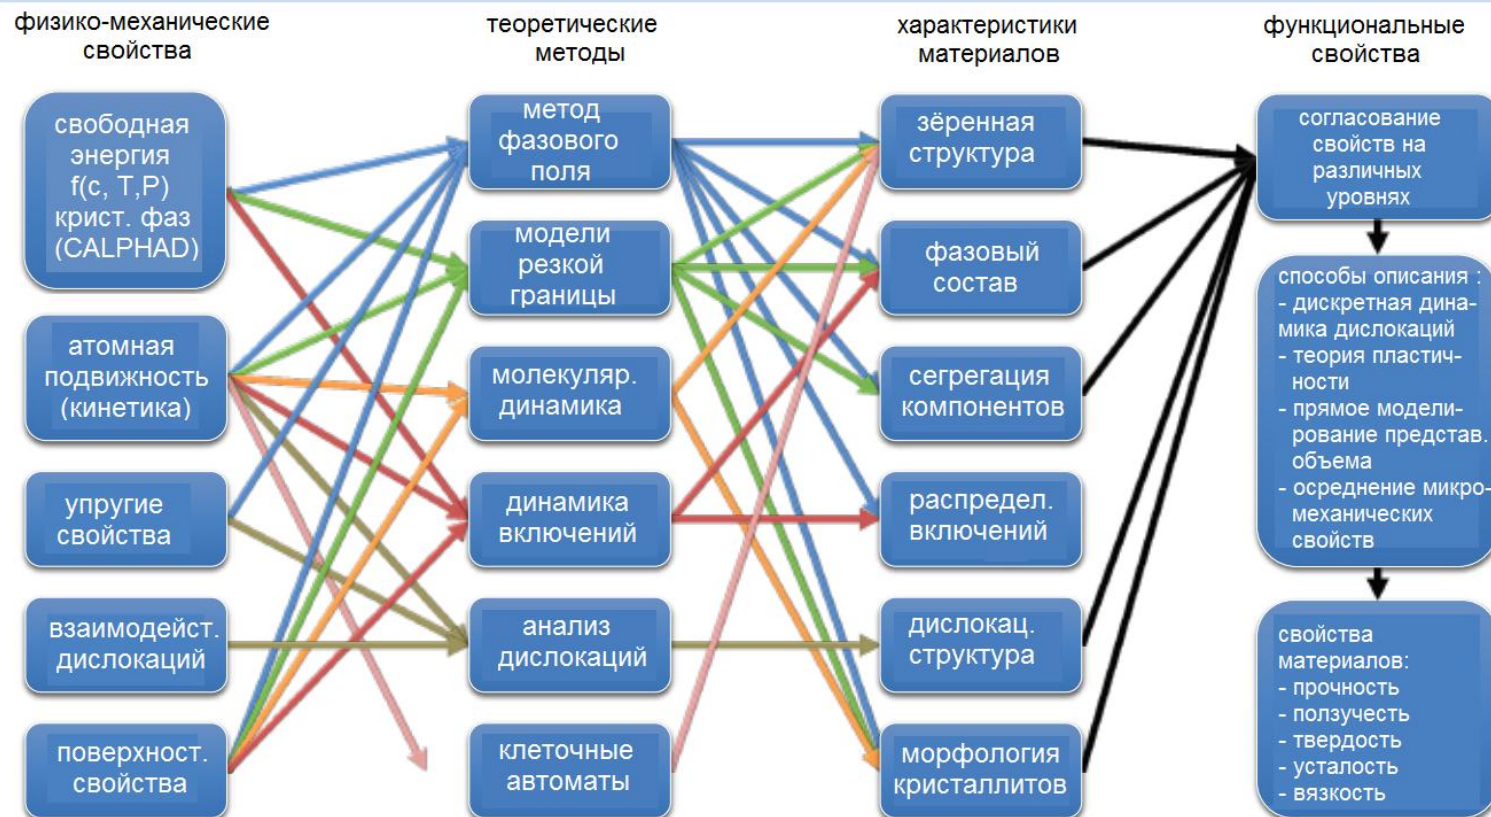 физико-механические
свойства
теоретические
методы
характеристики
материалов
функциональные
свойства
свободная
энергия
f(c, T,P)
крист. фаз
(CALPHAD)
атомная
подвижность
(кинетика)
упругие
свойства
взаимодейст.
дислокаций
поверхност.
свойства
метод
фазового
поля
модели
резкой
границы
молекуляр.
динамика
динамика
включений
анализ
дислокаций
клеточные
автоматы
зёренная
структура
фазовый
состав
сегрегация
компонентов
распредел.
включений
дислокац.
структура
морфология
кристаллитов
согласование
свойств на
различных
уровнях
способы описания :
- дискретная дина-
мика дислокаций
- теория пластич-
ности
- прямое модели-
рование представ.
объема
- осреднение микро-
механических
свойств
свойства
материалов:
- прочность
- ползучесть
- твердость
- усталость
- вязкость